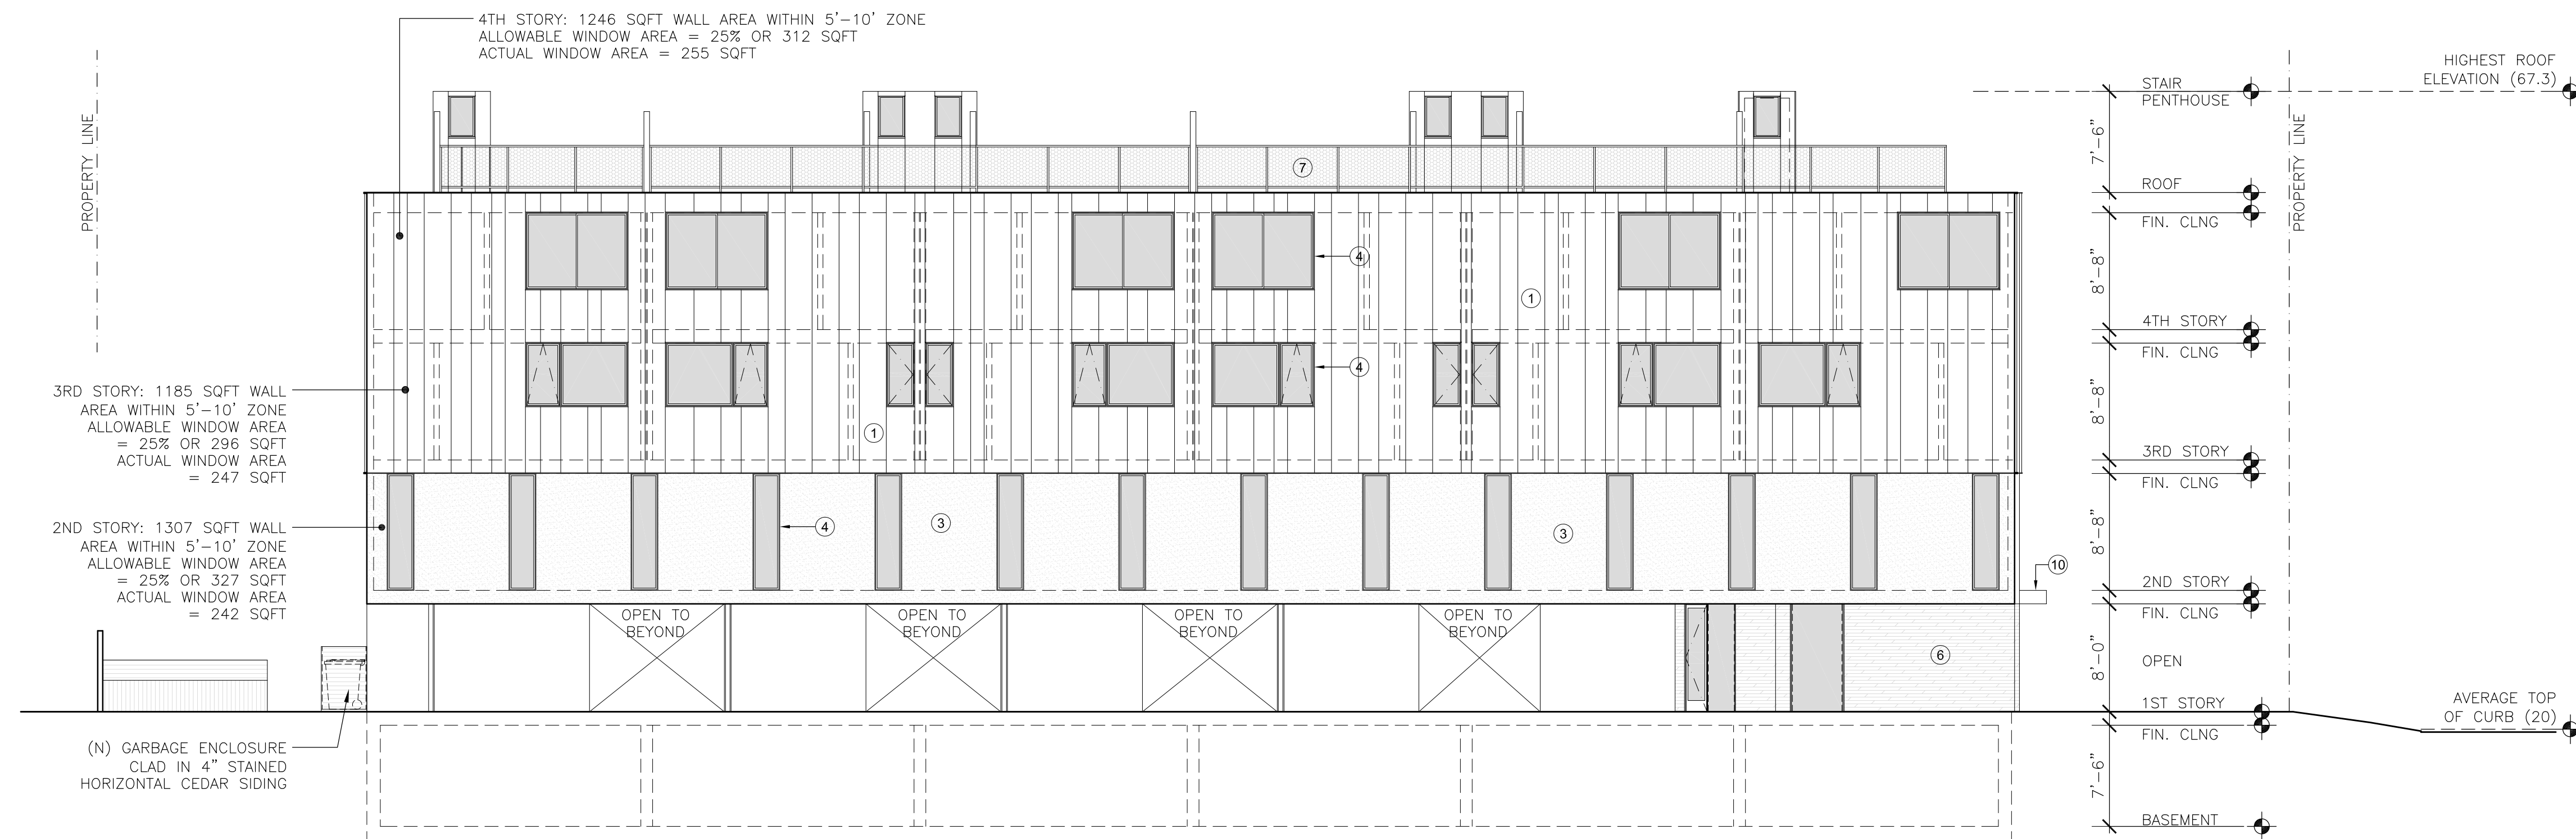 4TH STORY: 1246 SQFT WALL AREA WITHIN 5'-10' ZONE
ALLOWABLE WINDOW AREA = 25% OR 312 SQFT
ACTUAL WINDOW AREA = 255 SQFT
PROPERTY LINE
3RD STORY: 1185 SQFT WALL
AREA WITHIN 5'-10' ZONE
ALLOWABLE WINDOW AREA
= 25% OR 296 SQFT
ACTUAL WINDOW AREA
= 247 SQFT
2ND STORY: 1307 SQFT WALL
AREA WITHIN 5'-10' ZONE
ALLOWABLE WINDOW AREA
= 25% OR 327 SQFT
ACTUAL WINDOW AREA
= 242 SQFT
(N) GARBAGE ENCLOSURE
CLAD IN 4" STAINED
HORIZONTAL CEDAR SIDING
7
4
1
4
1
4
3
3
10
OPEN TO
BEYOND
OPEN TO
BEYOND
OPEN TO
BEYOND
OPEN TO
BEYOND
6
STAIR
PENTHOUSE
7'-6"
ROOF
FIN. CLNG
8'-8"
4TH STORY
FIN. CLNG
8'-8"
3RD STORY
FIN. CLNG
8'-8"
2ND STORY
FIN. CLNG
8'-0"
OPEN
1ST STORY
FIN. CLNG
7'-6"
BASEMENT
PROPERTY LINE
HIGHEST ROOF
ELEVATION (67.3)
AVERAGE TOP
OF CURB (20)